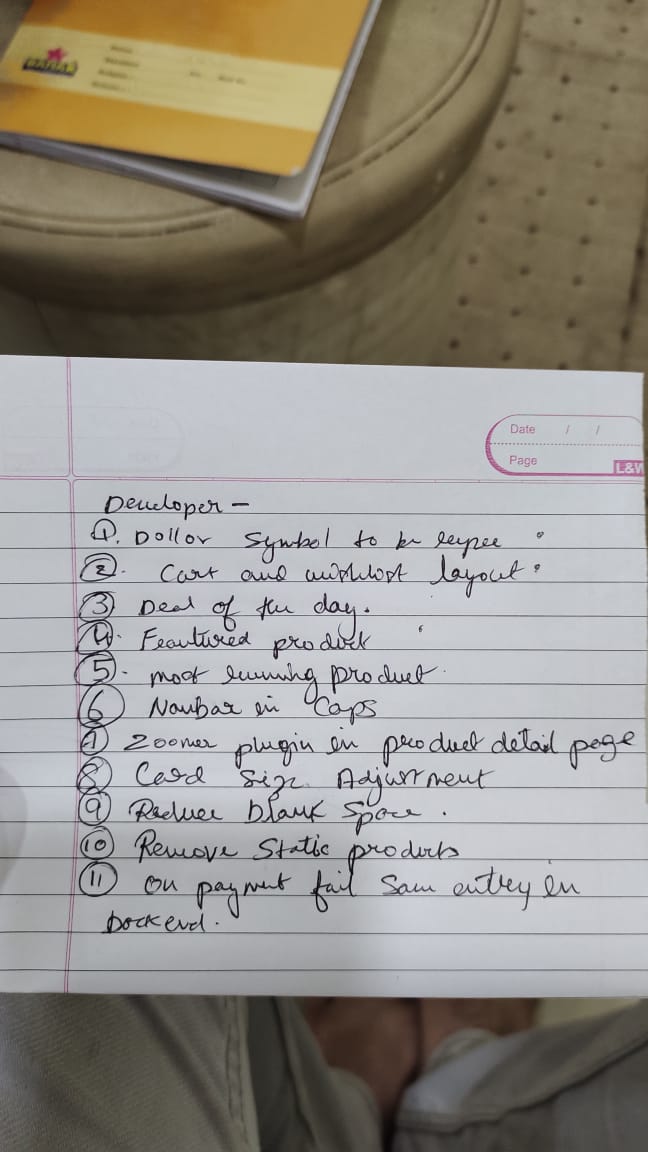 Date / /
Page
L&W
Developer -
1. Dollor Symbol to be rupee
2. Cart and wishlist layout
3 Deal of the day.
4. Feautured product
5. most running product
6 Navbar in Caps
7 Zoomer plugin in product detail page
8 Card Size Adjustment
9 Reduce blank Space.
10 Remove Static products
11 On payment fail Same entry in
backend.